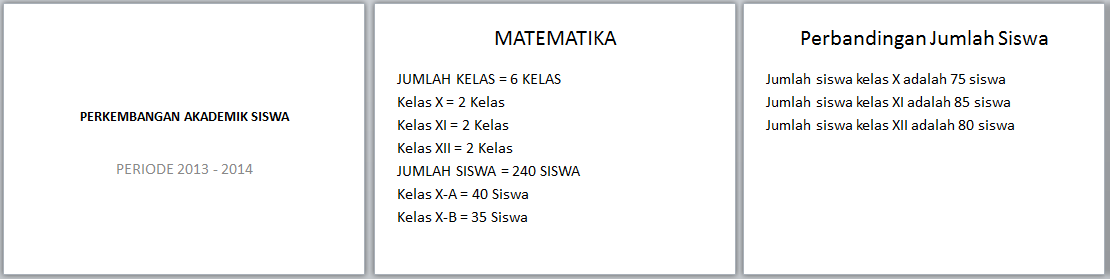 PERKEMBANGAN AKADEMIK SISWA
PERIODE 2013 - 2014
MATEMATIKA
JUMLAH KELAS = 6 KELAS
Kelas X = 2 Kelas
Kelas XI = 2 Kelas
Kelas XII = 2 Kelas
JUMLAH SISWA = 240 SISWA
Kelas X-A = 40 Siswa
Kelas X-B = 35 Siswa
Perbandingan Jumlah Siswa
Jumlah siswa kelas X adalah 75 siswa
Jumlah siswa kelas XI adalah 85 siswa
Jumlah siswa kelas XII adalah 80 siswa